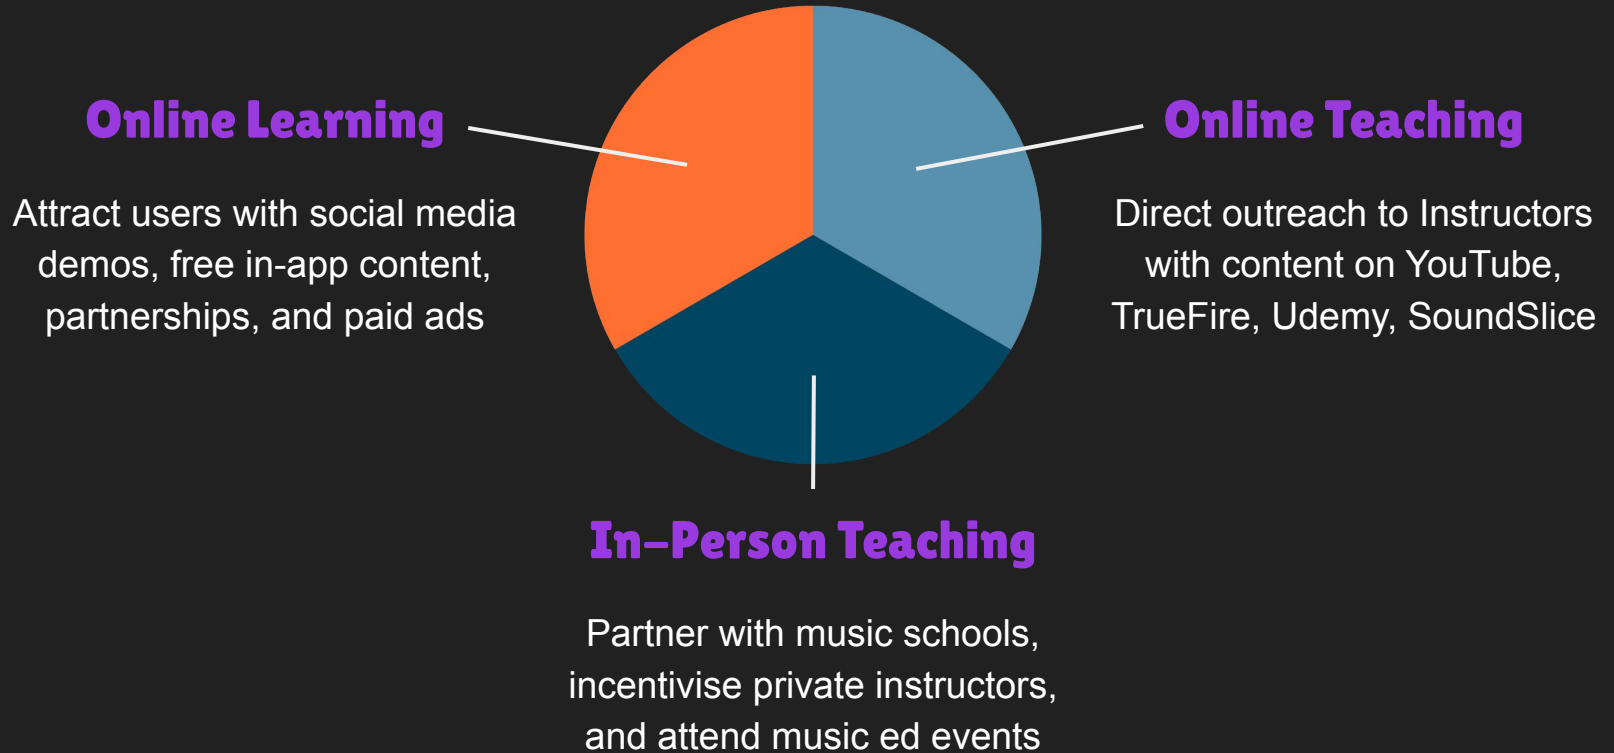 Online Learning
Attract users with social media
demos, free in-app content,
partnerships, and paid ads
Online Teaching
Direct outreach to Instructors
with content on YouTube,
TrueFire, Udemy, SoundSlice
In-Person Teaching
Partner with music schools,
incentivise private instructors,
and attend music ed events